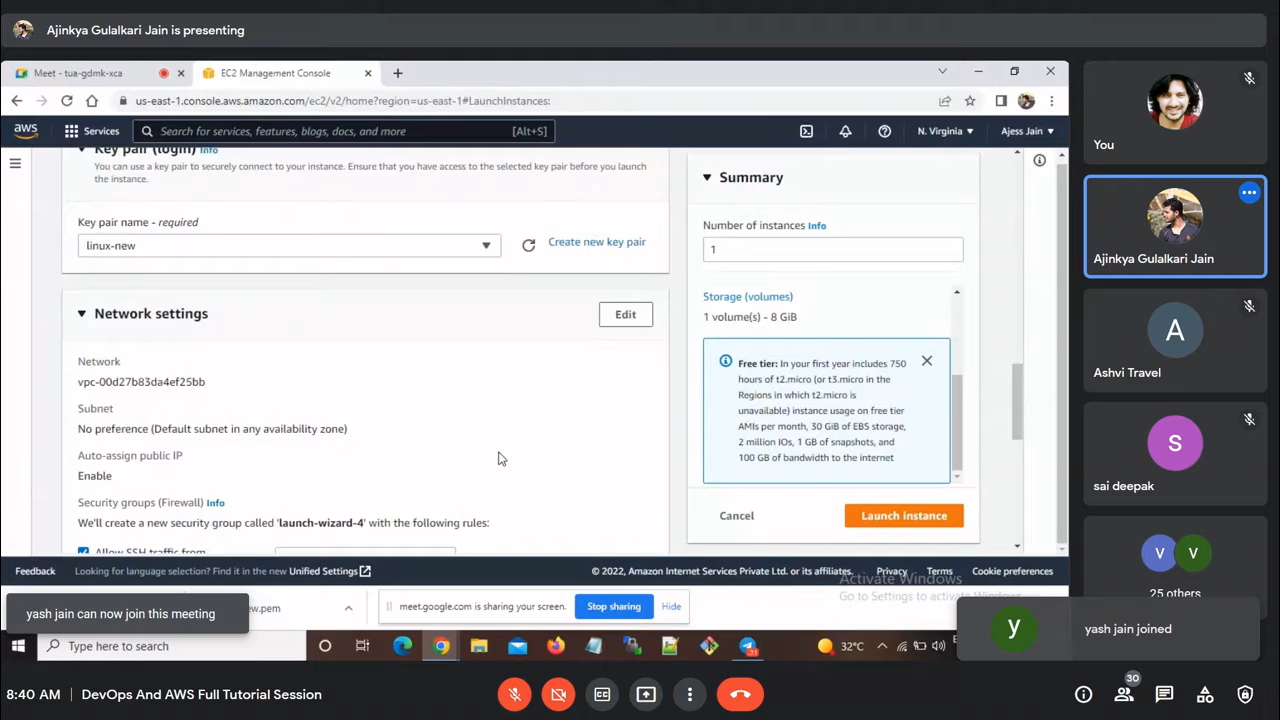 Ajinkya Gulalkari Jain is presenting
Meet - tua-gdmk-xca
EC2 Management Console
us-east-1.console.aws.amazon.com/ec2/v2/home?region=us-east-1#LaunchInstances:
aws
Services
Search for services, features, blogs, docs, and more
[Alt+S]
N. Virginia
Ajess Jain
Key pair (login) Info
You can use a key pair to securely connect to your instance. Ensure that you have access to the selected key pair before you launch
the instance.
Key pair name - required
linux-new
Create new key pair
Network settings
Edit
Network
vpc-00d27b83da4ef25bb
Subnet
No preference (Default subnet in any availability zone)
Auto-assign public IP
Enable
Security groups (Firewall) Info
We'll create a new security group called 'launch-wizard-4' with the following rules:
Allow SSH traffic from
Summary
Number of instances Info
1
Storage (volumes)
1 volume(s) - 8 GiB
Free tier: In your first year includes 750
hours of t2.micro (or t3.micro in the
Regions in which t2.micro is
unavailable) instance usage on free tier
AMIs per month, 30 GiB of EBS storage,
2 million IOs, 1 GB of snapshots, and
100 GB of bandwidth to the internet
Cancel
Launch instance
Feedback
Looking for language selection? Find it in the new Unified Settings
© 2022, Amazon Internet Services Private Ltd. or its affiliates.
Privacy
Terms
Cookie preferences
Activate Windows
Go to Settings to activate Windows.
ew.pem
meet.google.com is sharing your screen.
Stop sharing
Hide
yash jain can now join this meeting
Type here to search
32°C
You
Ajinkya Gulalkari Jain
A
Ashvi Travel
S
sai deepak
V
V
25 others
y
yash jain joined
8:40 AM
DevOps And AWS Full Tutorial Session
30